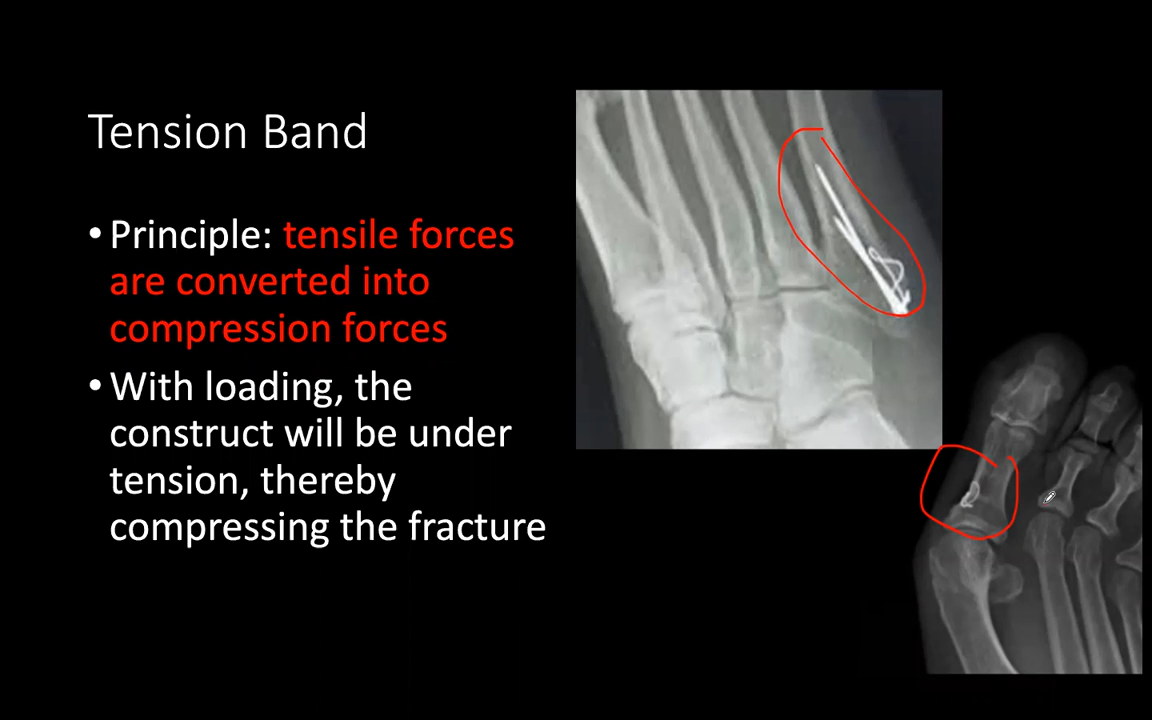 Tension Band
• Principle: tensile forces
are converted into
compression forces
• With loading, the
construct will be under
tension, thereby
compressing the fracture